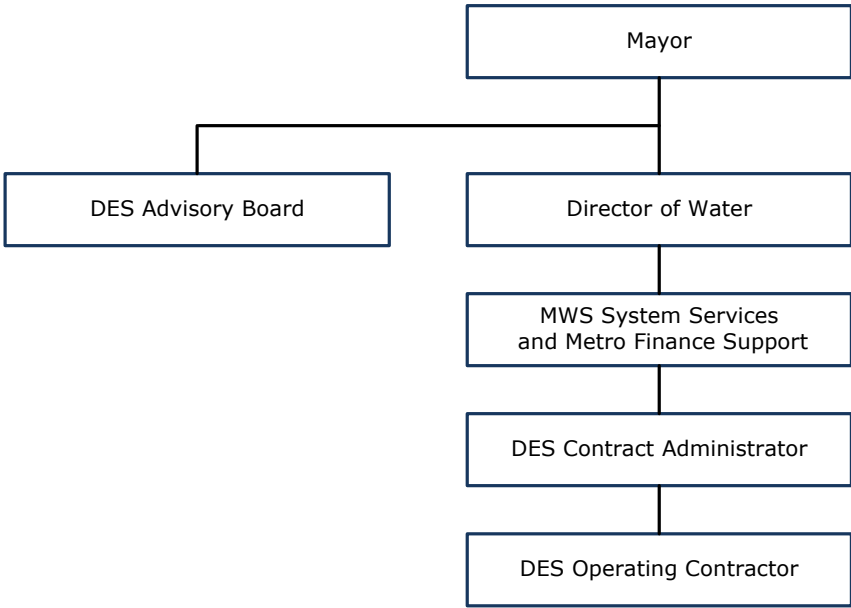 Mayor
DES Advisory Board
Director of Water
MWS System Services
and Metro Finance Support
DES Contract Administrator
DES Operating Contractor